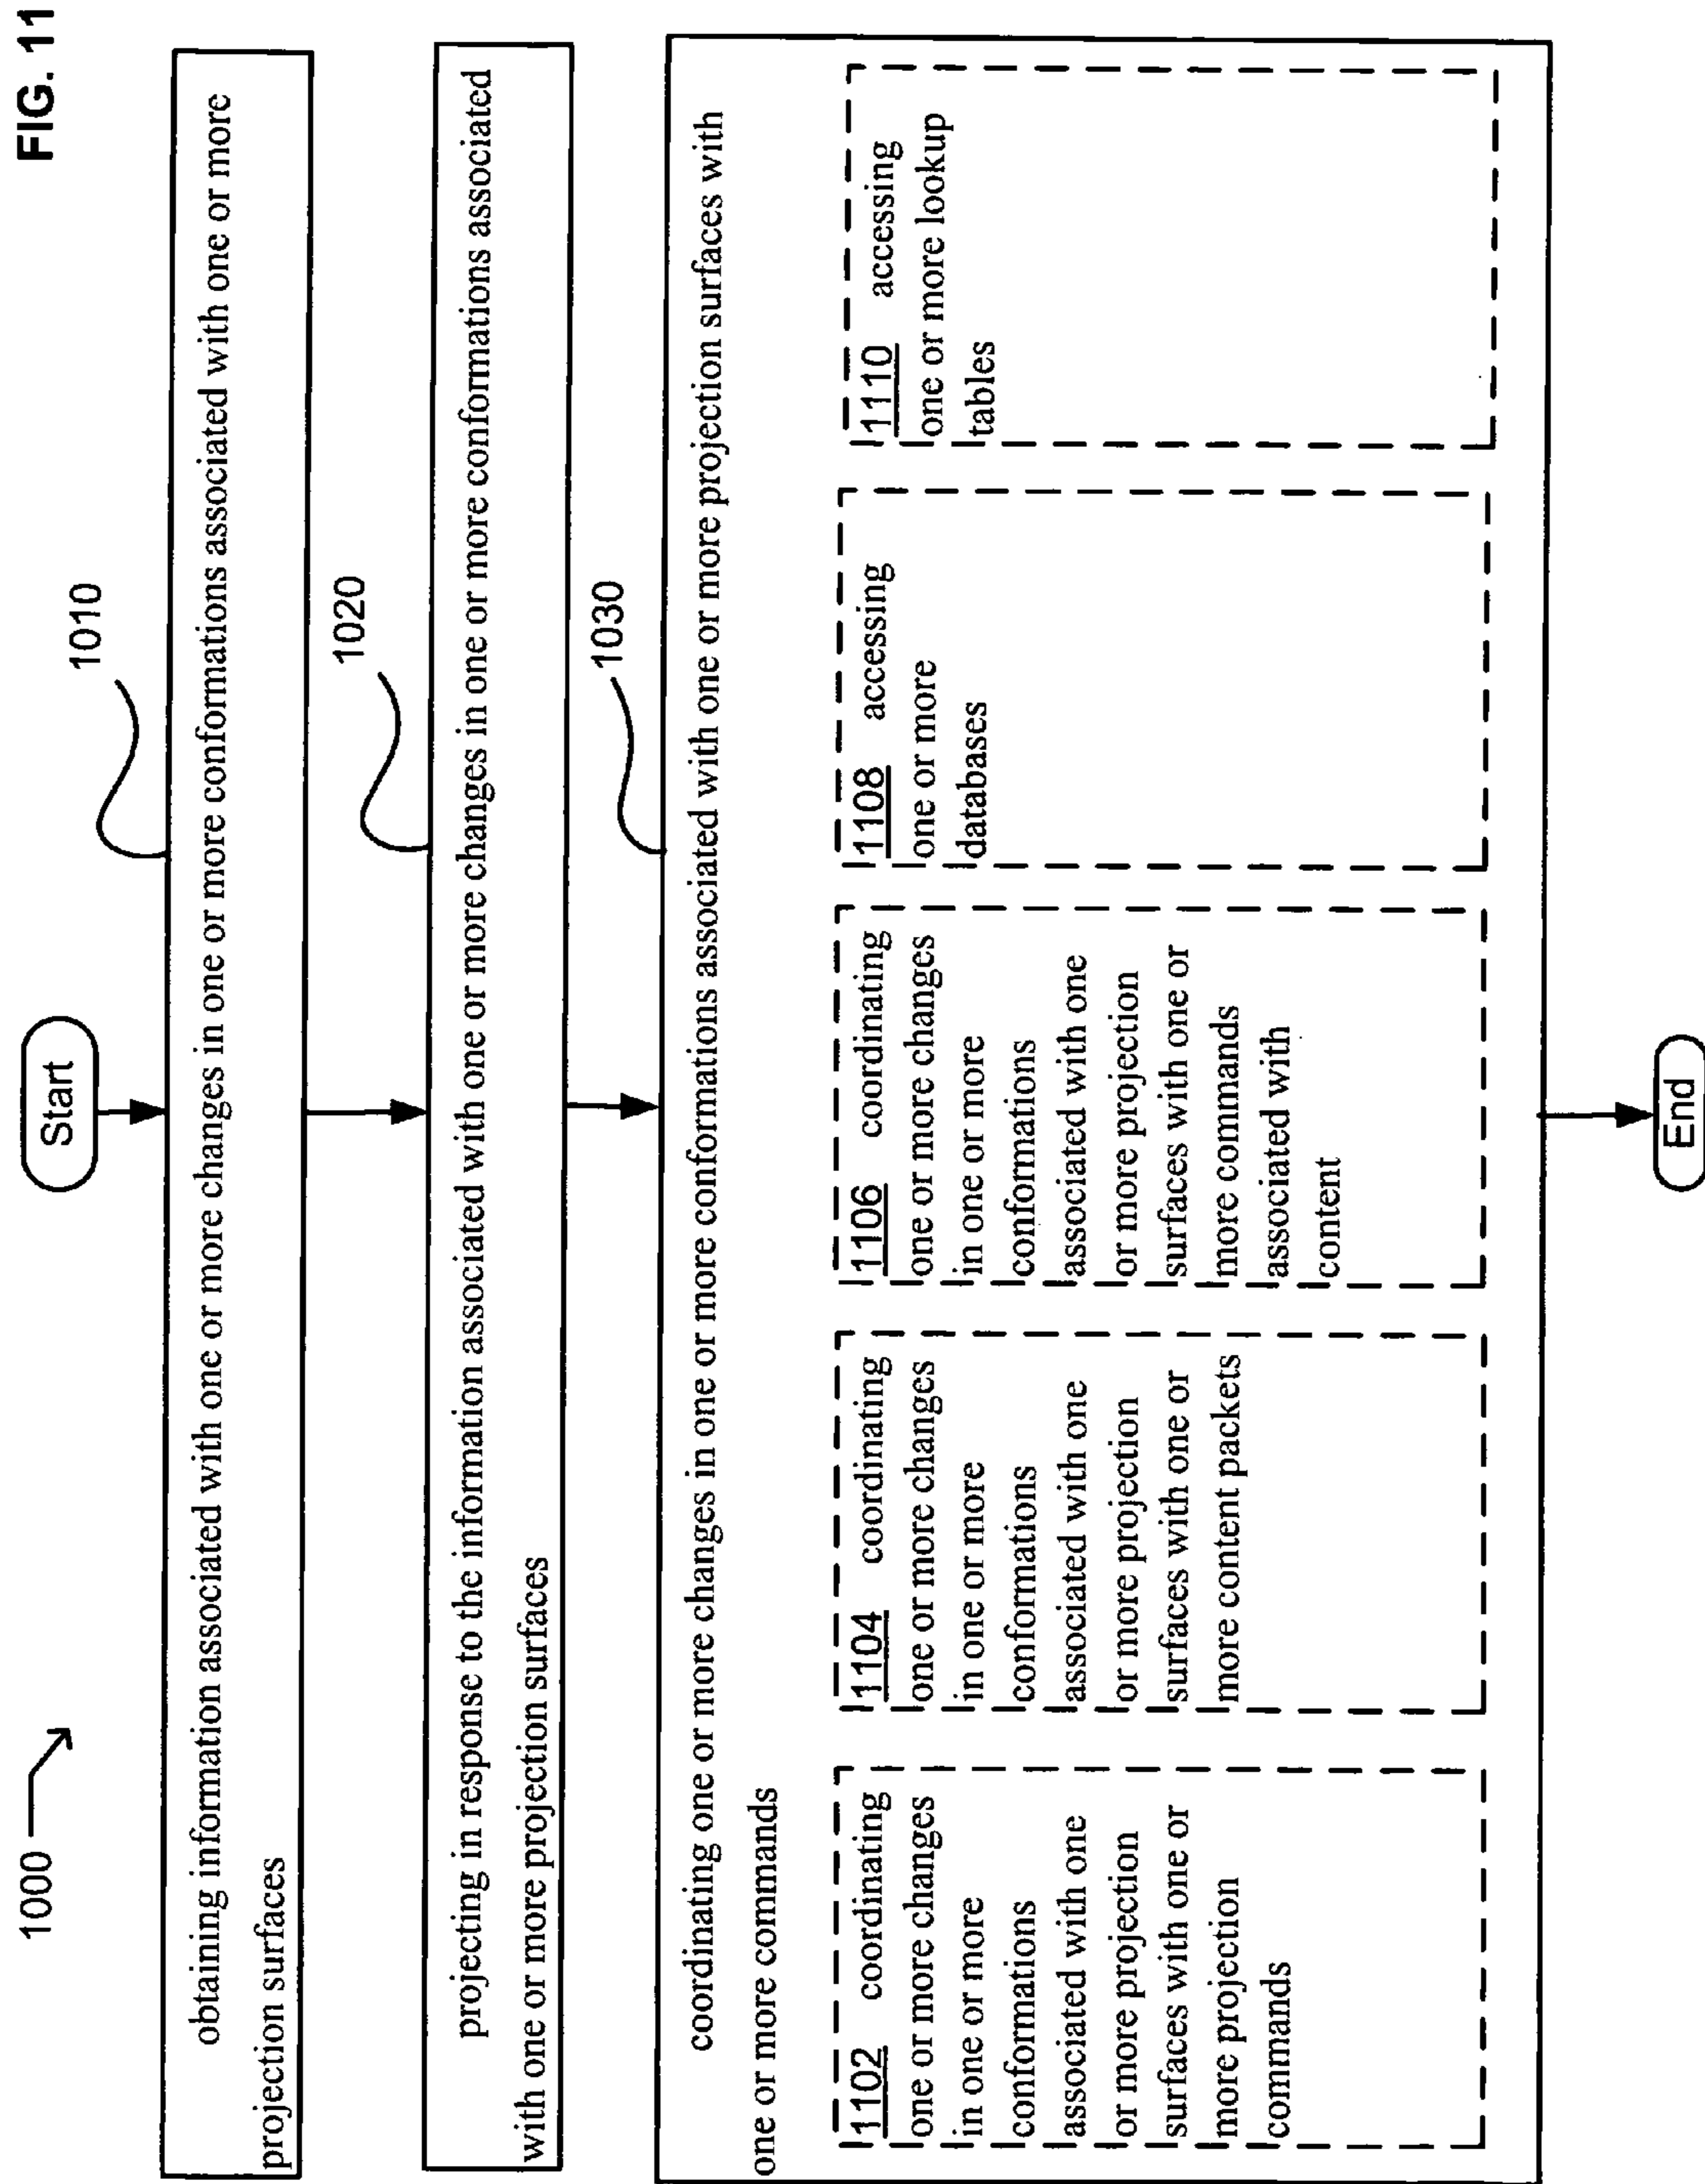 FIG. 11
1000
Start
1010
obtaining information associated with one or more changes in one or more conformations associated with one or more
projection surfaces
1020
projecting in response to the information associated with one or more changes in one or more conformations associated
with one or more projection surfaces
1030
coordinating one or more changes in one or more conformations associated with one or more projection surfaces with
one or more commands
1102 coordinating
one or more changes
in one or more
conformations
associated with one
or more projection
surfaces with one or
more projection
commands
1104 coordinating
one or more changes
in one or more
conformations
associated with one
or more projection
surfaces with one or
more content packets
1106 coordinating
one or more changes
in one or more
conformations
associated with one
or more projection
surfaces with one or
more commands
associated with
content
1108 accessing
one or more
databases
1110 accessing
one or more lookup
tables
End